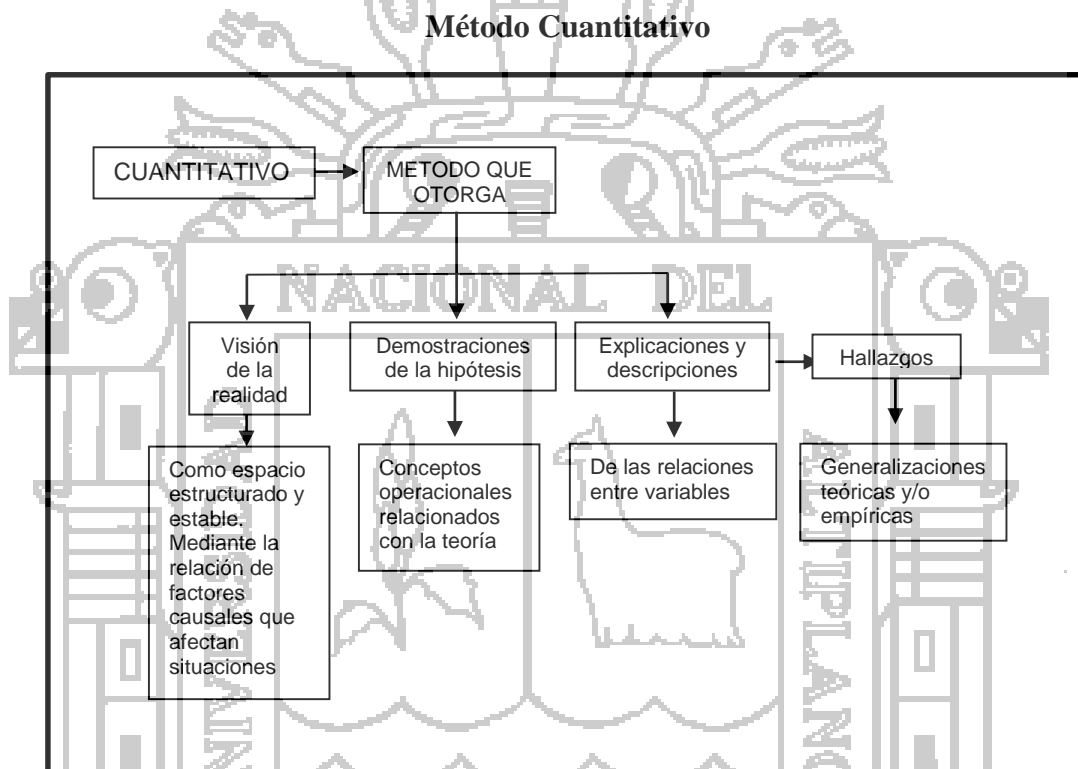 Método Cuantitativo
CUANTITATIVO
METODO QUE
OTORGA
NACIONAL DEL
Visión
de la
realidad
Demostraciones
de la hipótesis
Explicaciones y
descripciones
Hallazgos
Como espacio
estructurado y
estable.
Mediante la
relación de
factores
causales que
afectan
situaciones
Conceptos
operacionales
relacionados
con la teoría
De las relaciones
entre variables
Generalizaciones
teóricas y/o
empíricas
UNIVERSIDAD
ALTIPLANO